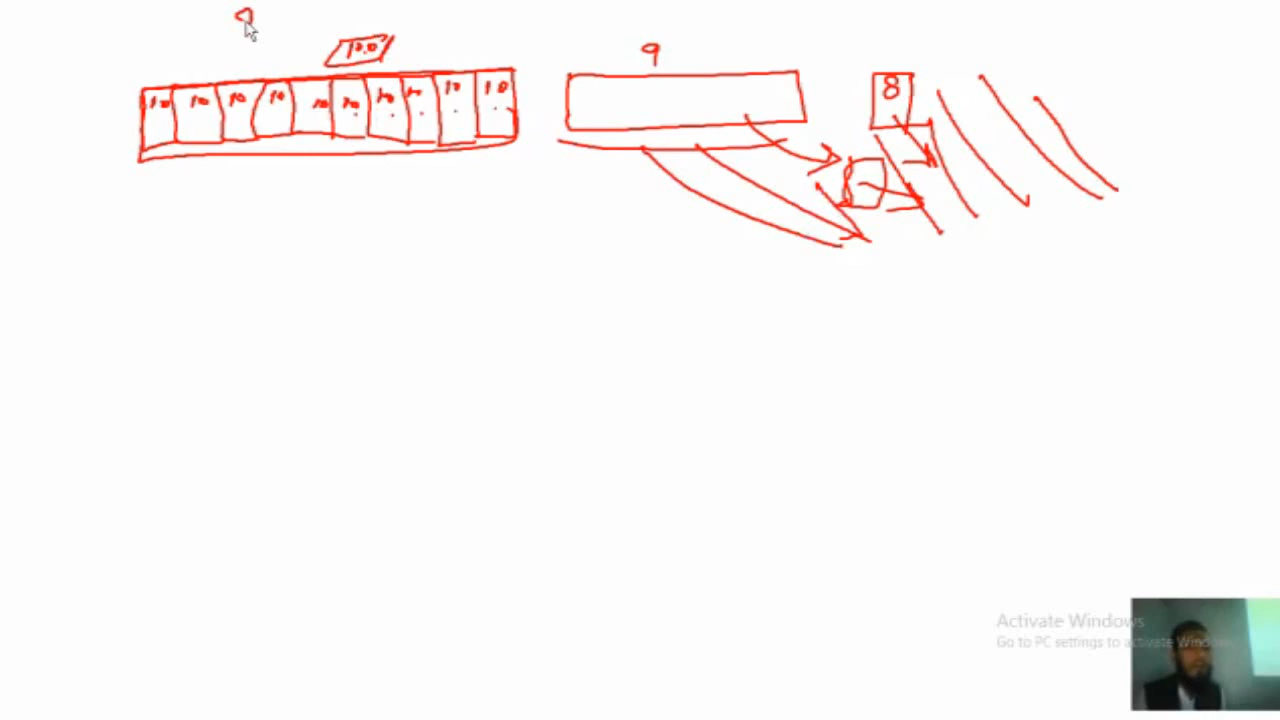 9
100
10 10 10 10 10 10 10 10 10 10
9
8
Activate Windows
Go to PC settings to activate Windows.